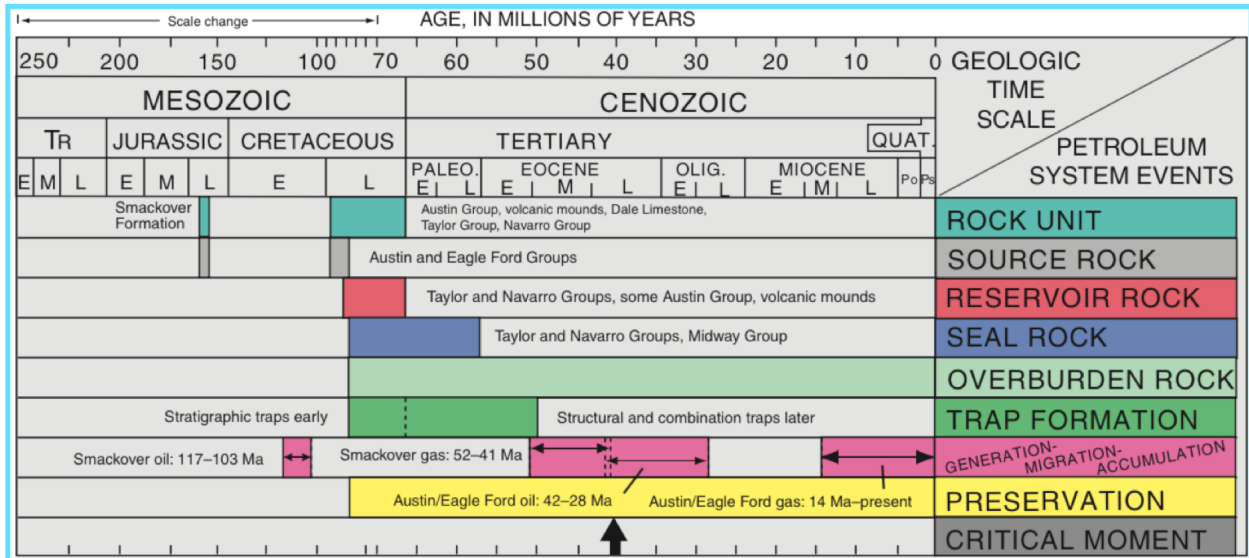 Scale change
AGE, IN MILLIONS OF YEARS
250 200 150 100 70 60 50 40 30 20 10 0
GEOLOGIC
TIME
SCALE
PETROLEUM
SYSTEM EVENTS
MESOZOIC CENOZOIC
TR JURASSIC CRETACEOUS TERTIARY QUAT.
PALEO. EOCENE OLIG. MIOCENE
E M L E M L E L E L E M L E L E M L Po Ps
Smackover
Formation
Austin Group, volcanic mounds, Dale Limestone,
Taylor Group, Navarro Group
ROCK UNIT
Austin and Eagle Ford Groups
SOURCE ROCK
Taylor and Navarro Groups, some Austin Group, volcanic mounds
RESERVOIR ROCK
Taylor and Navarro Groups, Midway Group
SEAL ROCK
OVERBURDEN ROCK
Stratigraphic traps early
Structural and combination traps later
TRAP FORMATION
Smackover oil: 117–103 Ma
Smackover gas: 52–41 Ma
GENERATION-
MIGRATION-
ACCUMULATION
Austin/Eagle Ford oil: 42–28 Ma
Austin/Eagle Ford gas: 14 Ma–present
PRESERVATION
CRITICAL MOMENT